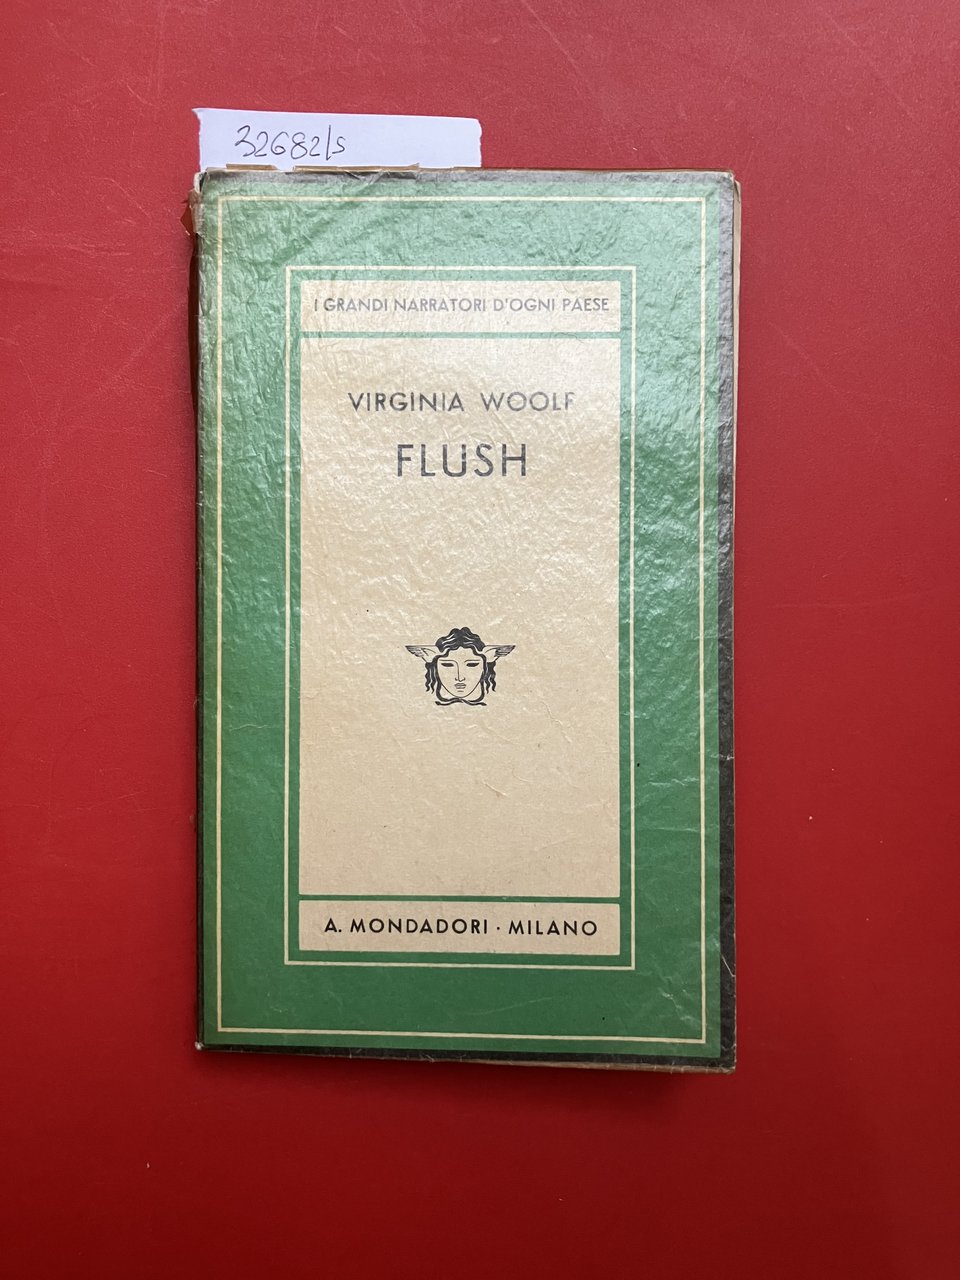 32682/s
I GRANDI NARRATORI D'OGNI PAESE
VIRGINIA WOOLF
FLUSH
A. MONDADORI · MILANO